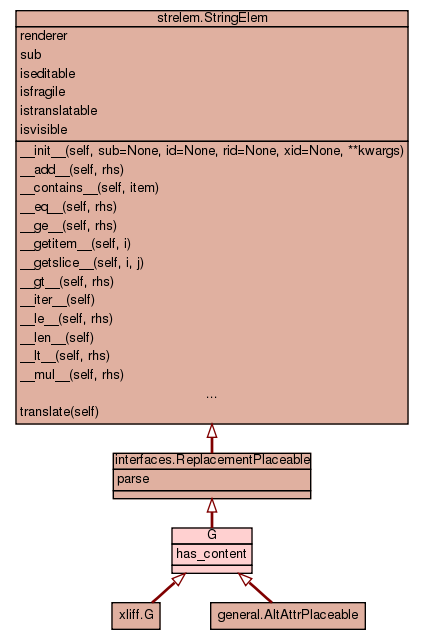 strelem.StringElem
renderer
sub
iseditable
isfragile
istranslatable
isvisible
__init__(self, sub=None, id=None, rid=None, xid=None, **kwargs)
__add__(self, rhs)
__contains__(self, item)
__eq__(self, rhs)
__ge__(self, rhs)
__getitem__(self, i)
__getslice__(self, i, j)
__gt__(self, rhs)
__iter__(self)
__le__(self, rhs)
__len__(self)
__lt__(self, rhs)
__mul__(self, rhs)
...
translate(self)
interfaces.ReplacementPlaceable
parse
G
has_content
xliff.G
general.AltAttrPlaceable